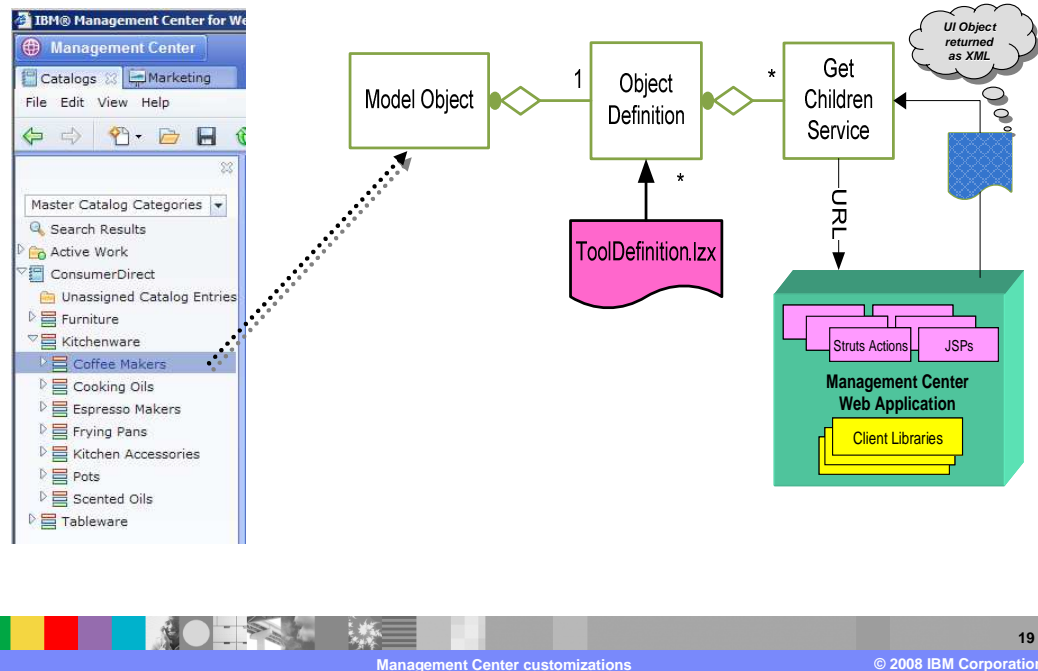 IBM® Management Center for We
Management Center
Catalogs
Marketing
File Edit View Help
Master Catalog Categories
Search Results
Active Work
ConsumerDirect
Unassigned Catalog Entries
Furniture
Kitchenware
Coffee Makers
Cooking Oils
Espresso Makers
Frying Pans
Kitchen Accessories
Pots
Scented Oils
Tableware
Model Object
1
Object
Definition
*
Get
Children
Service
UI Object
returned
as XML
*
ToolDefinition.lzx
URL
Struts Actions
JSPs
Management Center
Web Application
Client Libraries
19
Management Center customizations
© 2008 IBM Corporation